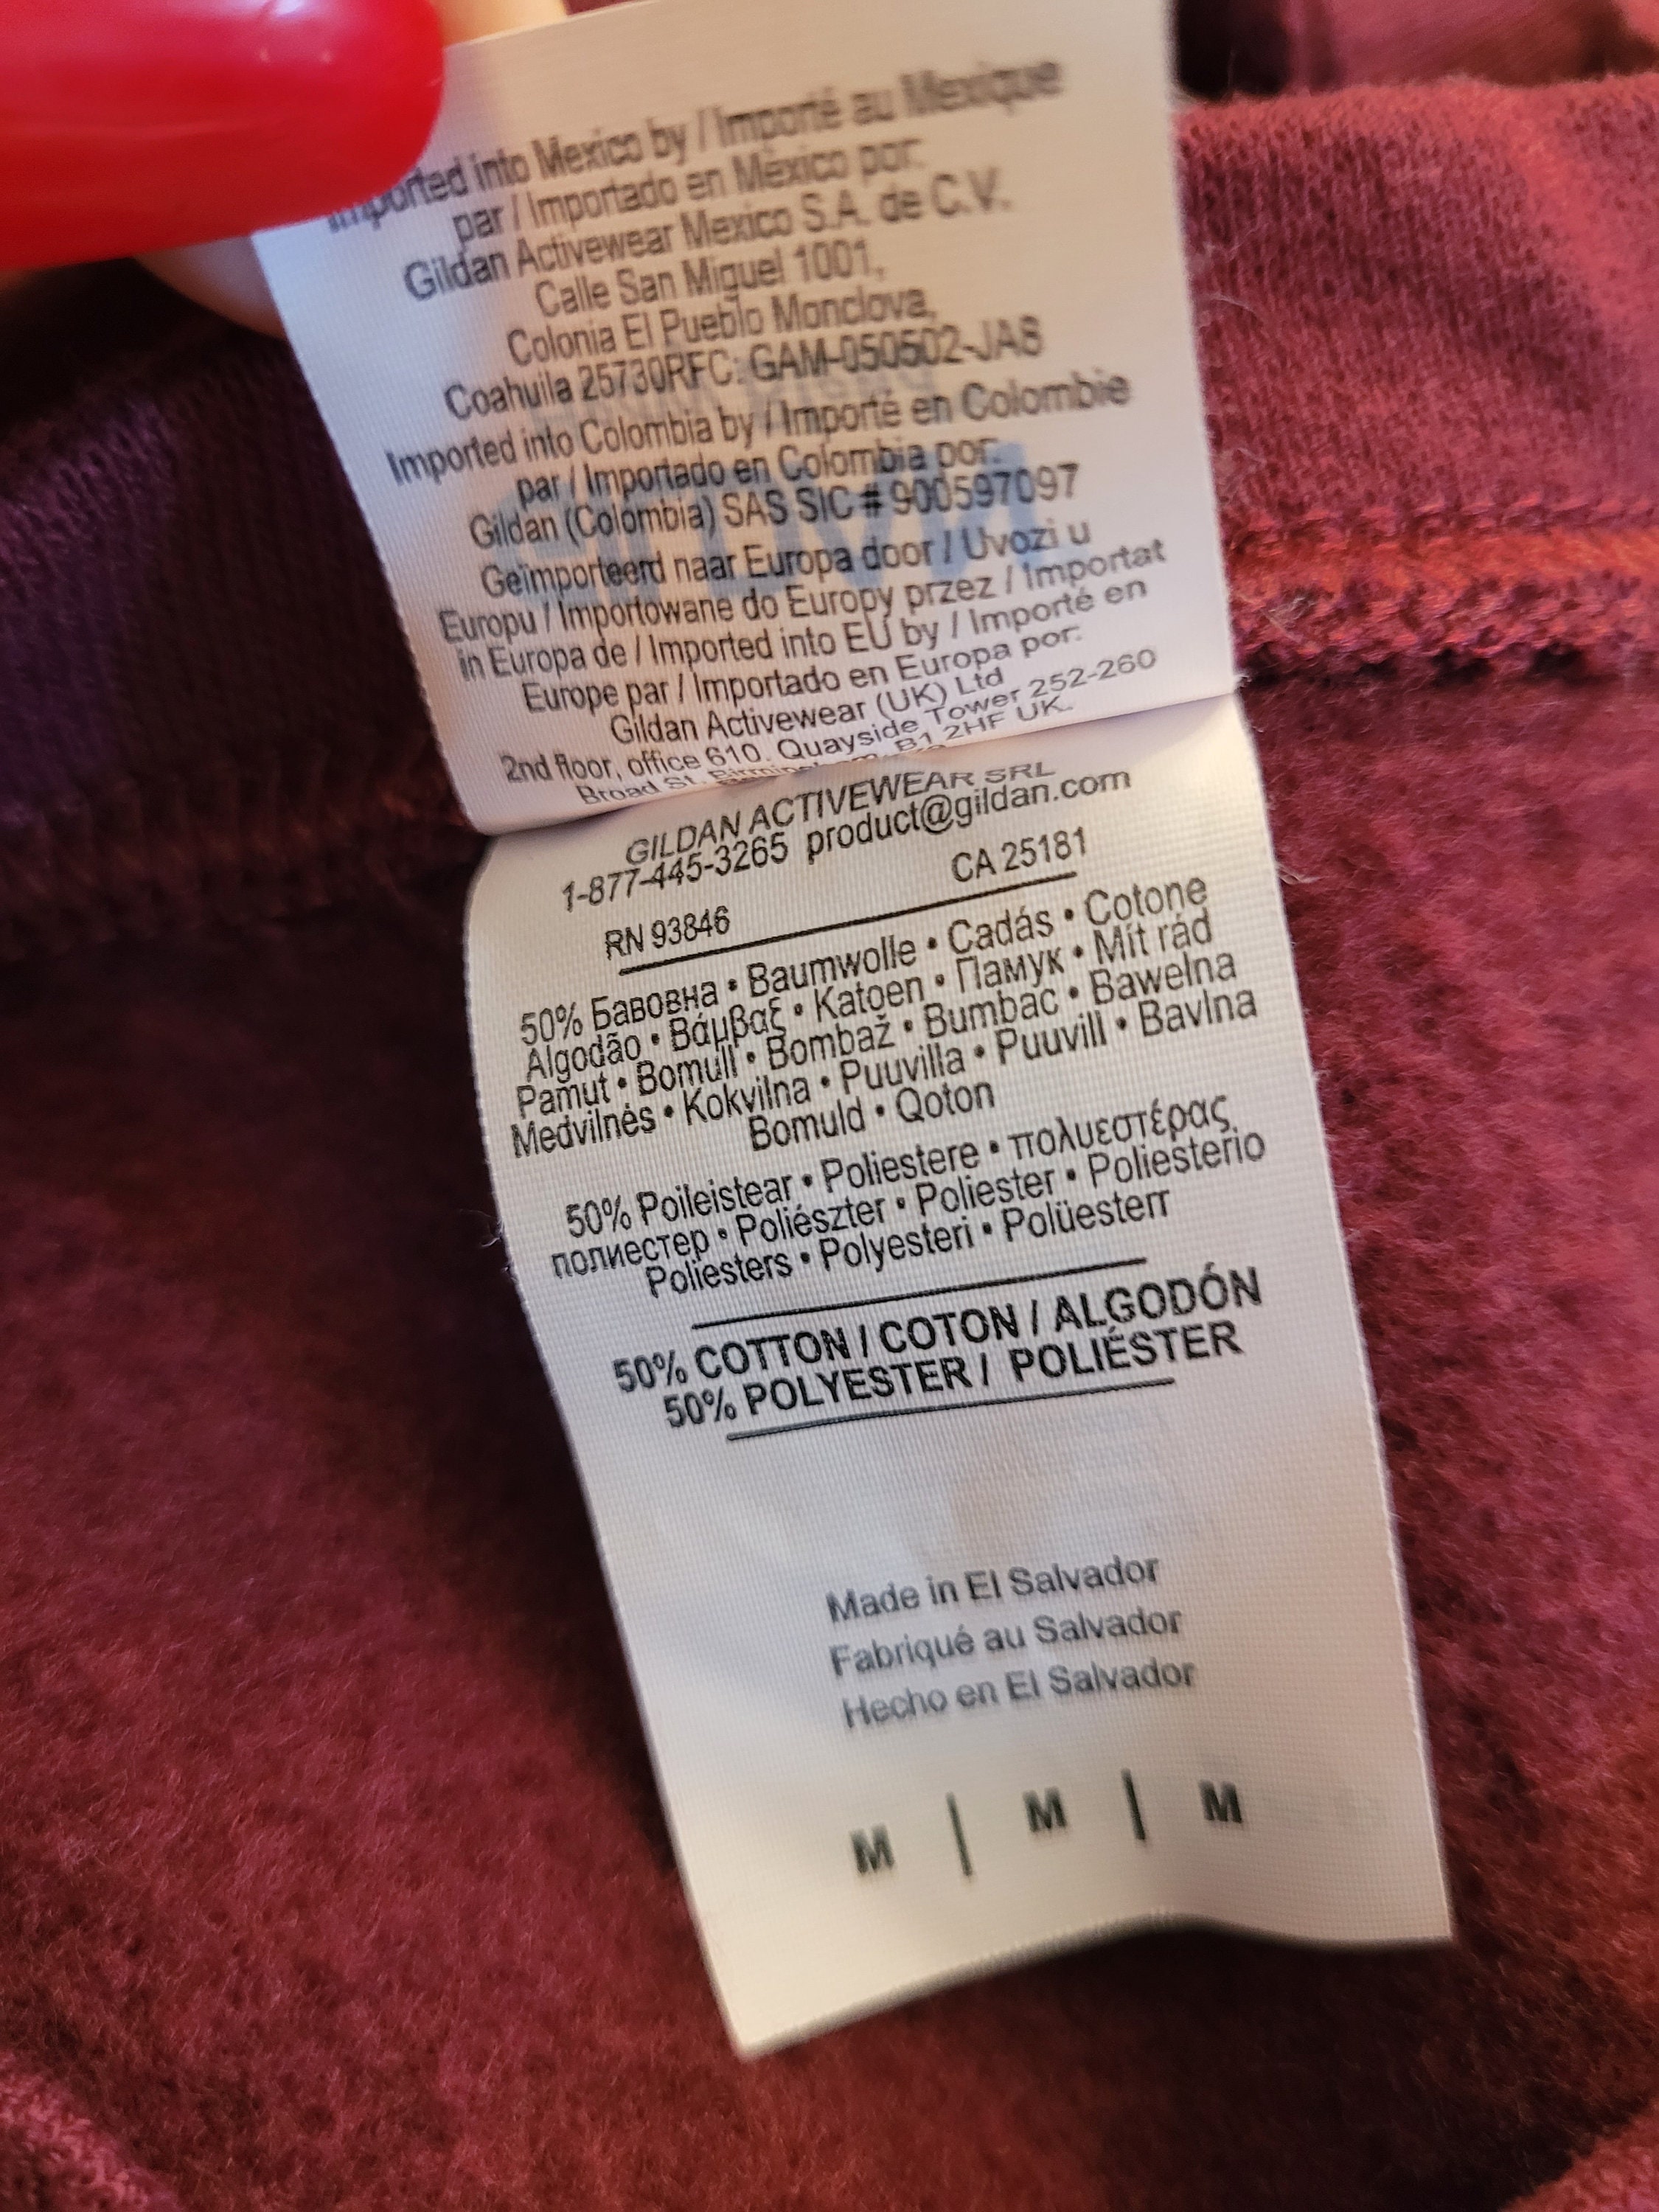 Imported into Mexico by / Importé au Mexique
par / Importado en México por:
Gildan Activewear Mexico S.A. de C.V.
Calle San Miguel 1001,
Colonia El Pueblo Monclova,
Coahuila 25730RFC: GAM-050502-JA8
Imported into Colombia by / Importé en Colombie
par / Importado en Colombia por:
Gildan (Colombia) SAS SIC # 900597097
Geïmporteerd naar Europa door / Uvozi u
Europu / Importowane do Europy przez / Importat
in Europa de / Imported into EU by / Importé en
Europe par / Importado en Europa por:
Gildan Activewear (UK) Ltd
2nd floor, office 610. Quayside Tower 252-260
Broad St. Birmingham. B1 2HF UK.
GILDAN ACTIVEWEAR SRL
1-877-445-3265 product@gildan.com
RN 93846 CA 25181
50% Бавовна • Baumwolle • Cadás • Cotone
Algodão • Βάμβαξ • Katoen • Памук • Mít rád
Pamut • Bomull • Bombaž • Bumbac • Bawełna
Medvilnės • Kokvilna • Puuvilla • Puuvill • Bavlna
Bomuld • Qoton
50% Poileistear • Poliestere • πολυεστέρας
полиестер • Poliészter • Poliester • Poliesterio
Poliesters • Polyesteri • Polüesterr
50% COTTON / COTON / ALGODÓN
50% POLYESTER / POLIÉSTER
Made in El Salvador
Fabriqué au Salvador
Hecho en El Salvador
M | M | M